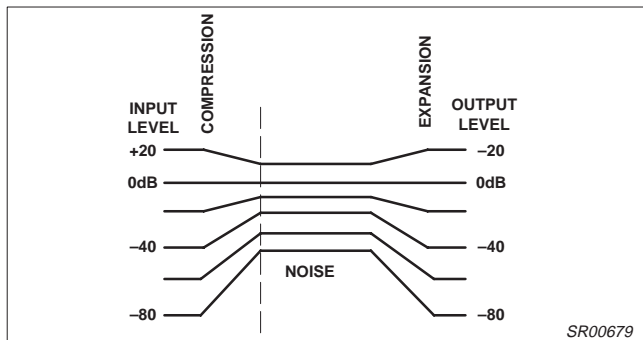 COMPRESSION
EXPANSION
INPUT
LEVEL
OUTPUT
LEVEL
+20
–20
0dB
0dB
–40
–40
NOISE
–80
–80
SR00679